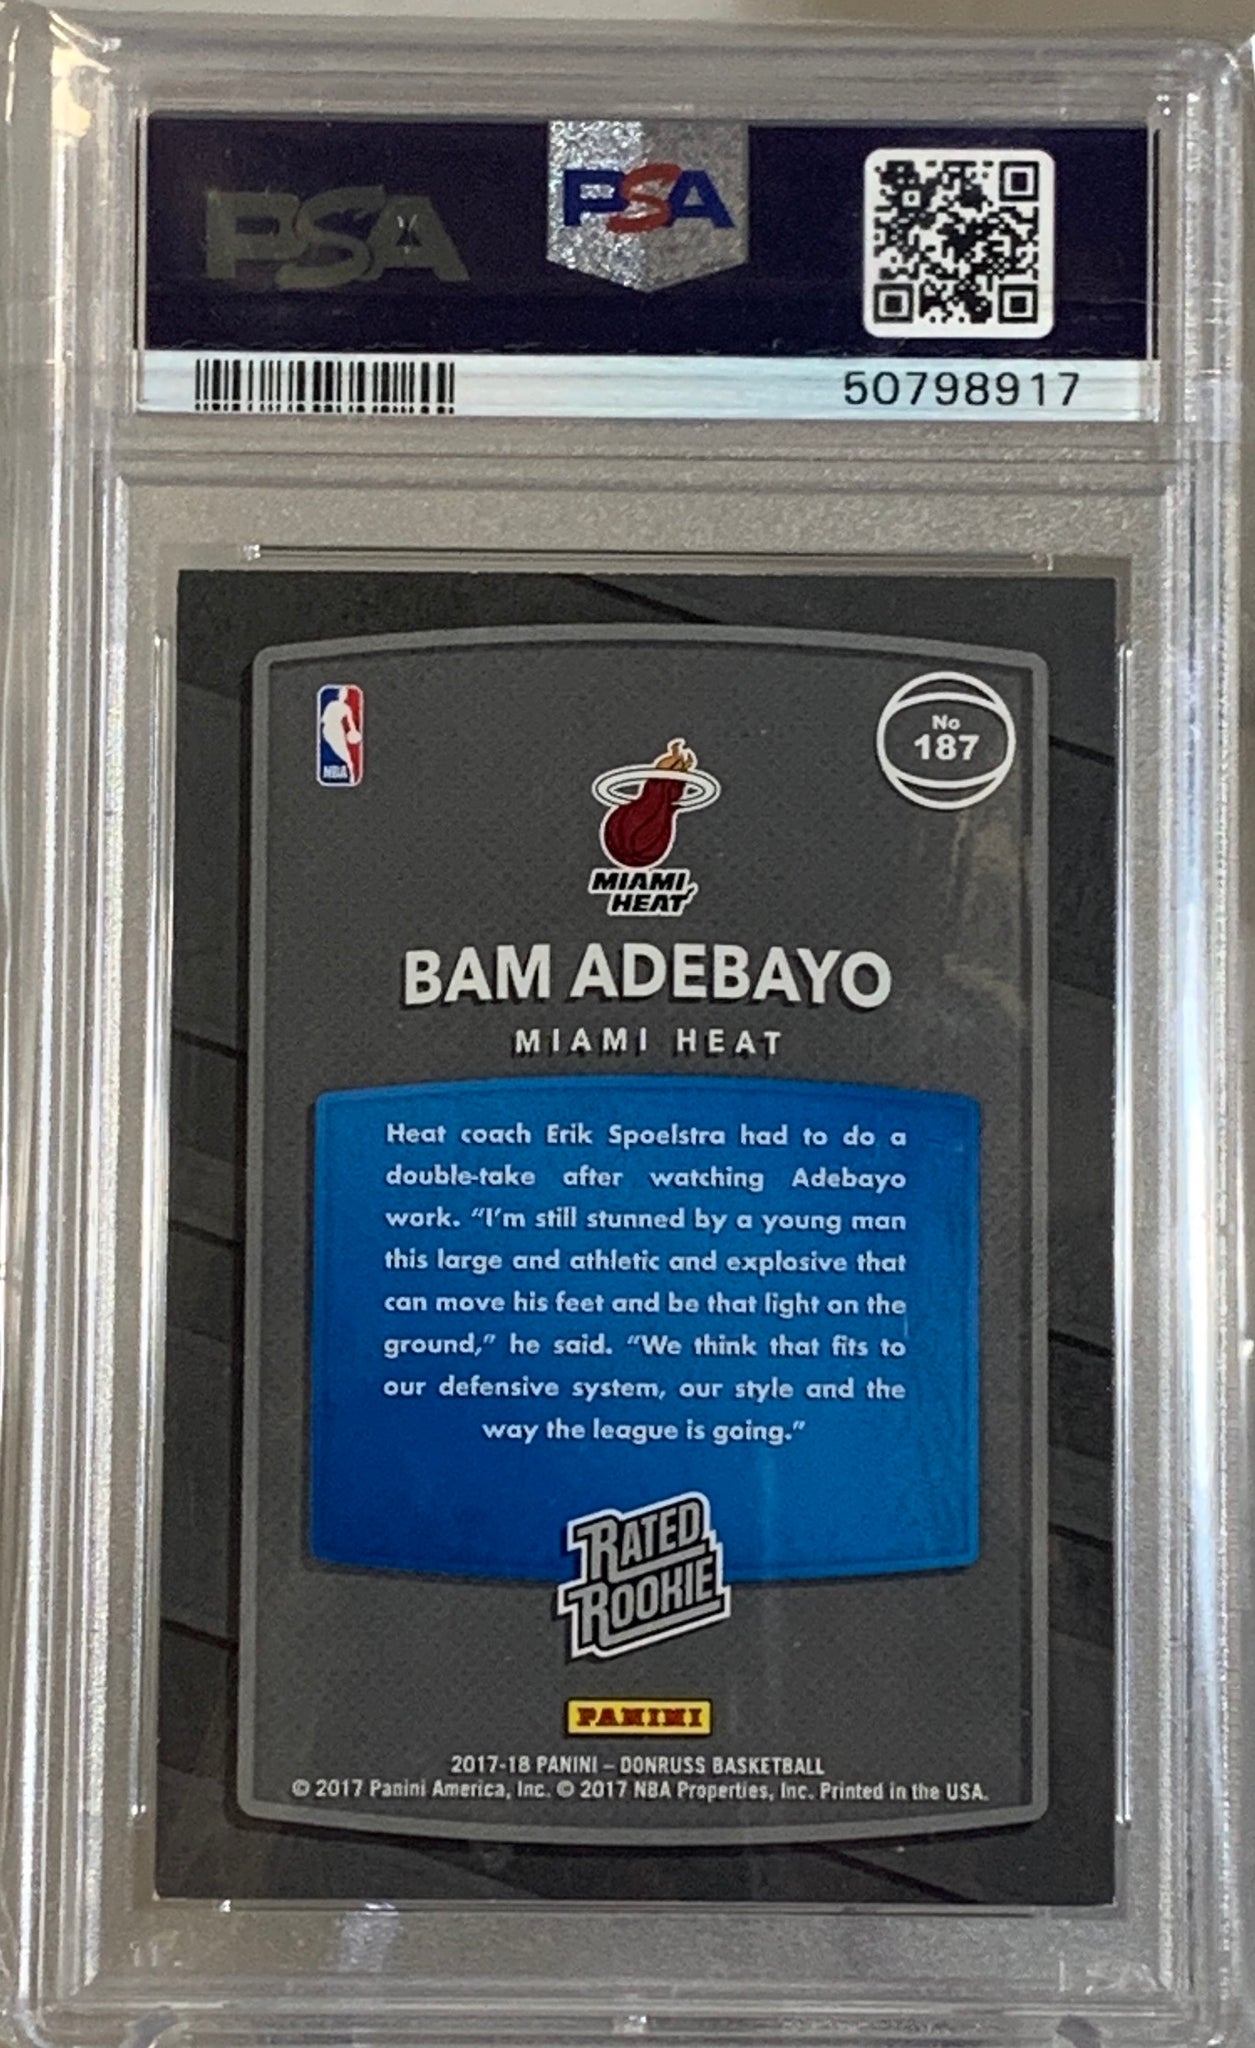 PSA
PSA
50798917
NBA
No
187
MIAMI
HEAT
BAM ADEBAYO
MIAMI HEAT
Heat coach Erik Spoelstra had to do a
double-take after watching Adebayo
work. “I’m still stunned by a young man
this large and athletic and explosive that
can move his feet and be that light on the
ground,” he said. “We think that fits to
our defensive system, our style and the
way the league is going.”
RATED
ROOKIE
PANINI
2017-18 PANINI – DONRUSS BASKETBALL
© 2017 Panini America, Inc. © 2017 NBA Properties, Inc. Printed in the USA.